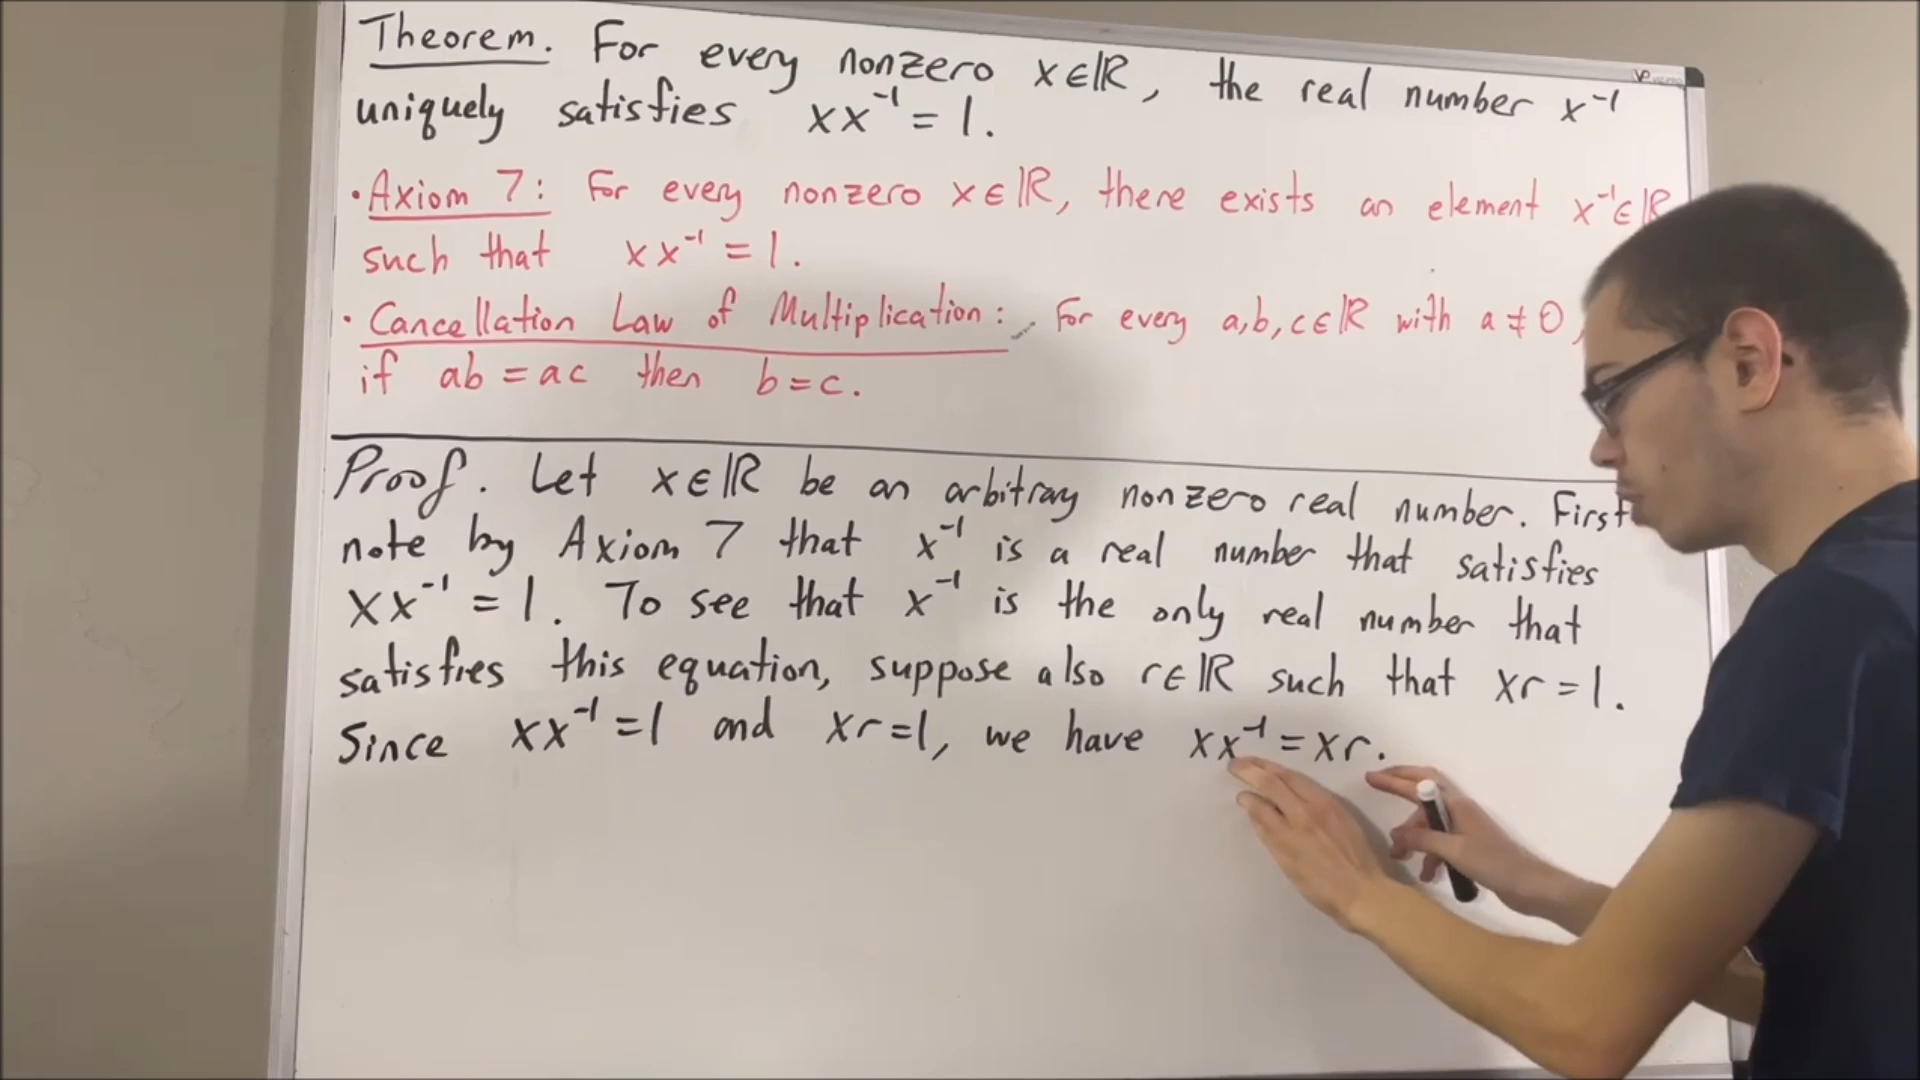 Theorem. For every nonzero x∈ℝ, the real number x⁻¹
uniquely satisfies xx⁻¹ = 1.
• Axiom 7: For every nonzero x∈ℝ, there exists an element x⁻¹∈ℝ
such that xx⁻¹ = 1.
• Cancellation Law of Multiplication: For every a,b,c∈ℝ with a≠0,
if ab = ac then b = c.
Proof. Let x∈ℝ be an arbitray nonzero real number. First
note by Axiom 7 that x⁻¹ is a real number that satisfies
xx⁻¹ = 1. To see that x⁻¹ is the only real number that
satisfies this equation, suppose also r∈ℝ such that xr = 1.
Since xx⁻¹ = 1 and xr = 1, we have xx⁻¹ = xr.